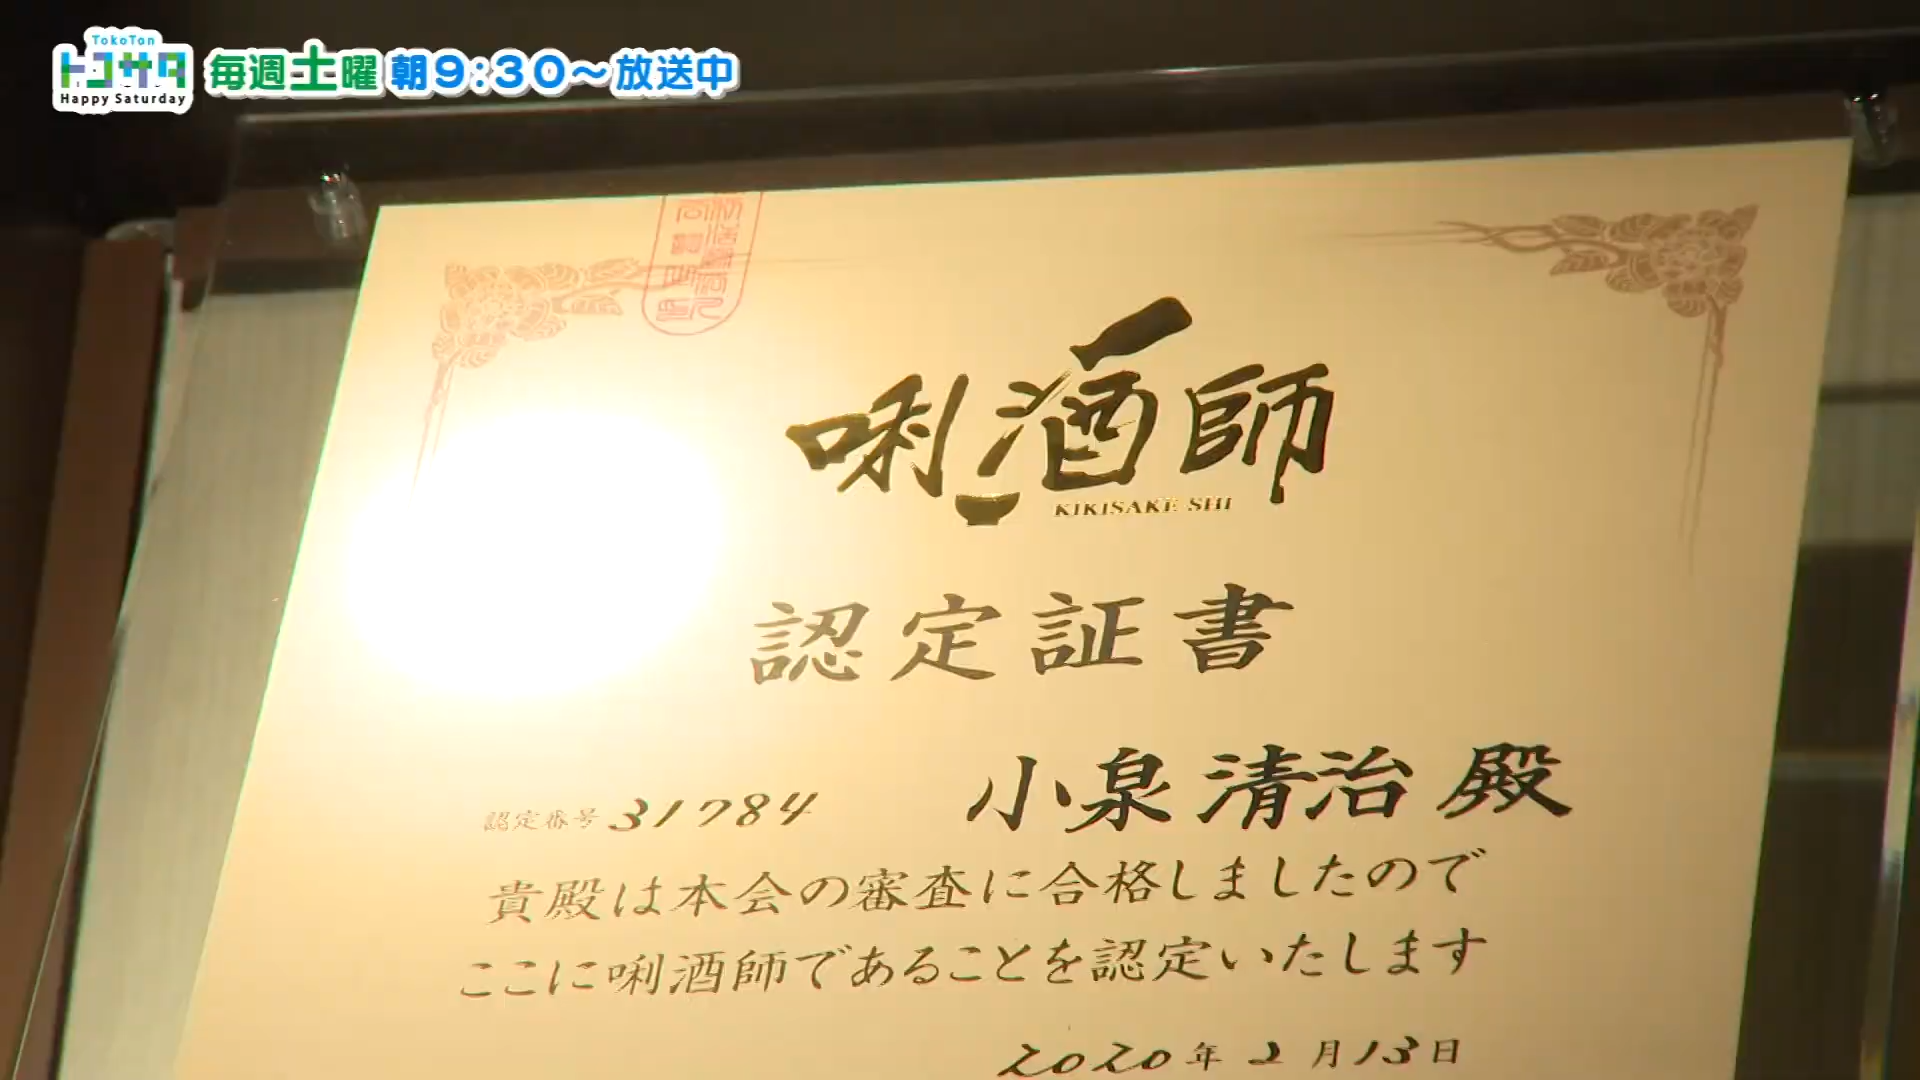 TokoTon
トコサタ
Happy Saturday
毎週土曜 朝9:30～放送中
唎酒師
KIKISAKE SHI
認定証書
小泉清治 殿
認定番号 31784
貴殿は本会の審査に合格しましたので
ここに唎酒師であることを認定いたします
2020年2月13日